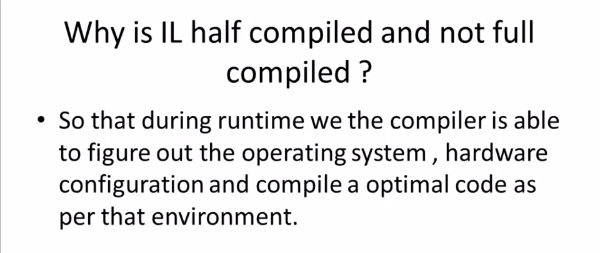 Why is IL half compiled and not full
compiled ?
• So that during runtime we the compiler is able
to figure out the operating system , hardware
configuration and compile a optimal code as
per that environment.